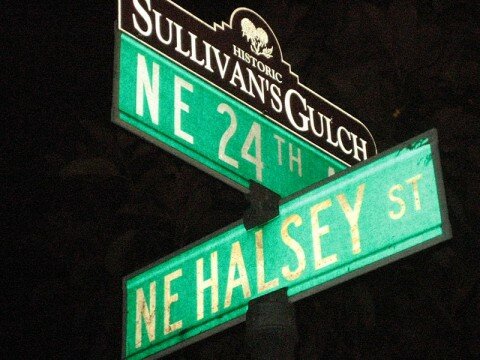 HISTORIC
SULLIVAN'S GULCH
NE 24TH
NE HALSEY ST